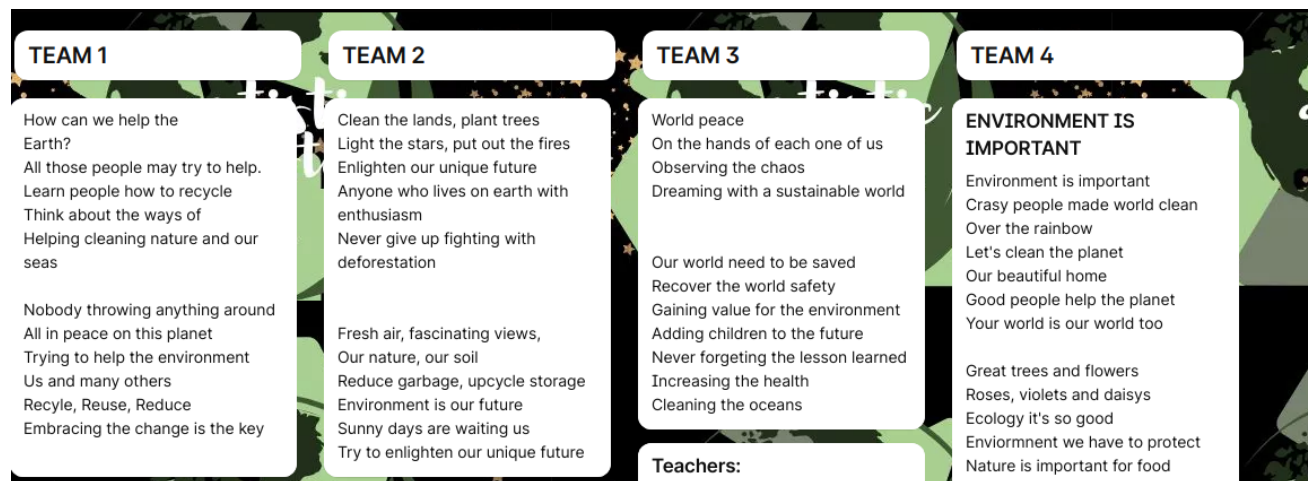 TEAM 1
How can we help the
Earth?
All those people may try to help.
Learn people how to recycle
Think about the ways of
Helping cleaning nature and our
seas
Nobody throwing anything around
All in peace on this planet
Trying to help the environment
Us and many others
Recyle, Reuse, Reduce
Embracing the change is the key
TEAM 2
Clean the lands, plant trees
Light the stars, put out the fires
Enlighten our unique future
Anyone who lives on earth with
enthusiasm
Never give up fighting with
deforestation
Fresh air, fascinating views,
Our nature, our soil
Reduce garbage, upcycle storage
Environment is our future
Sunny days are waiting us
Try to enlighten our unique future
TEAM 3
World peace
On the hands of each one of us
Observing the chaos
Dreaming with a sustainable world
Our world need to be saved
Recover the world safety
Gaining value for the environment
Adding children to the future
Never forgeting the lesson learned
Increasing the health
Cleaning the oceans
Teachers:
TEAM 4
ENVIRONMENT IS
IMPORTANT
Environment is important
Crasy people made world clean
Over the rainbow
Let's clean the planet
Our beautiful home
Good people help the planet
Your world is our world too
Great trees and flowers
Roses, violets and daisys
Ecology it's so good
Enviormnent we have to protect
Nature is important for food